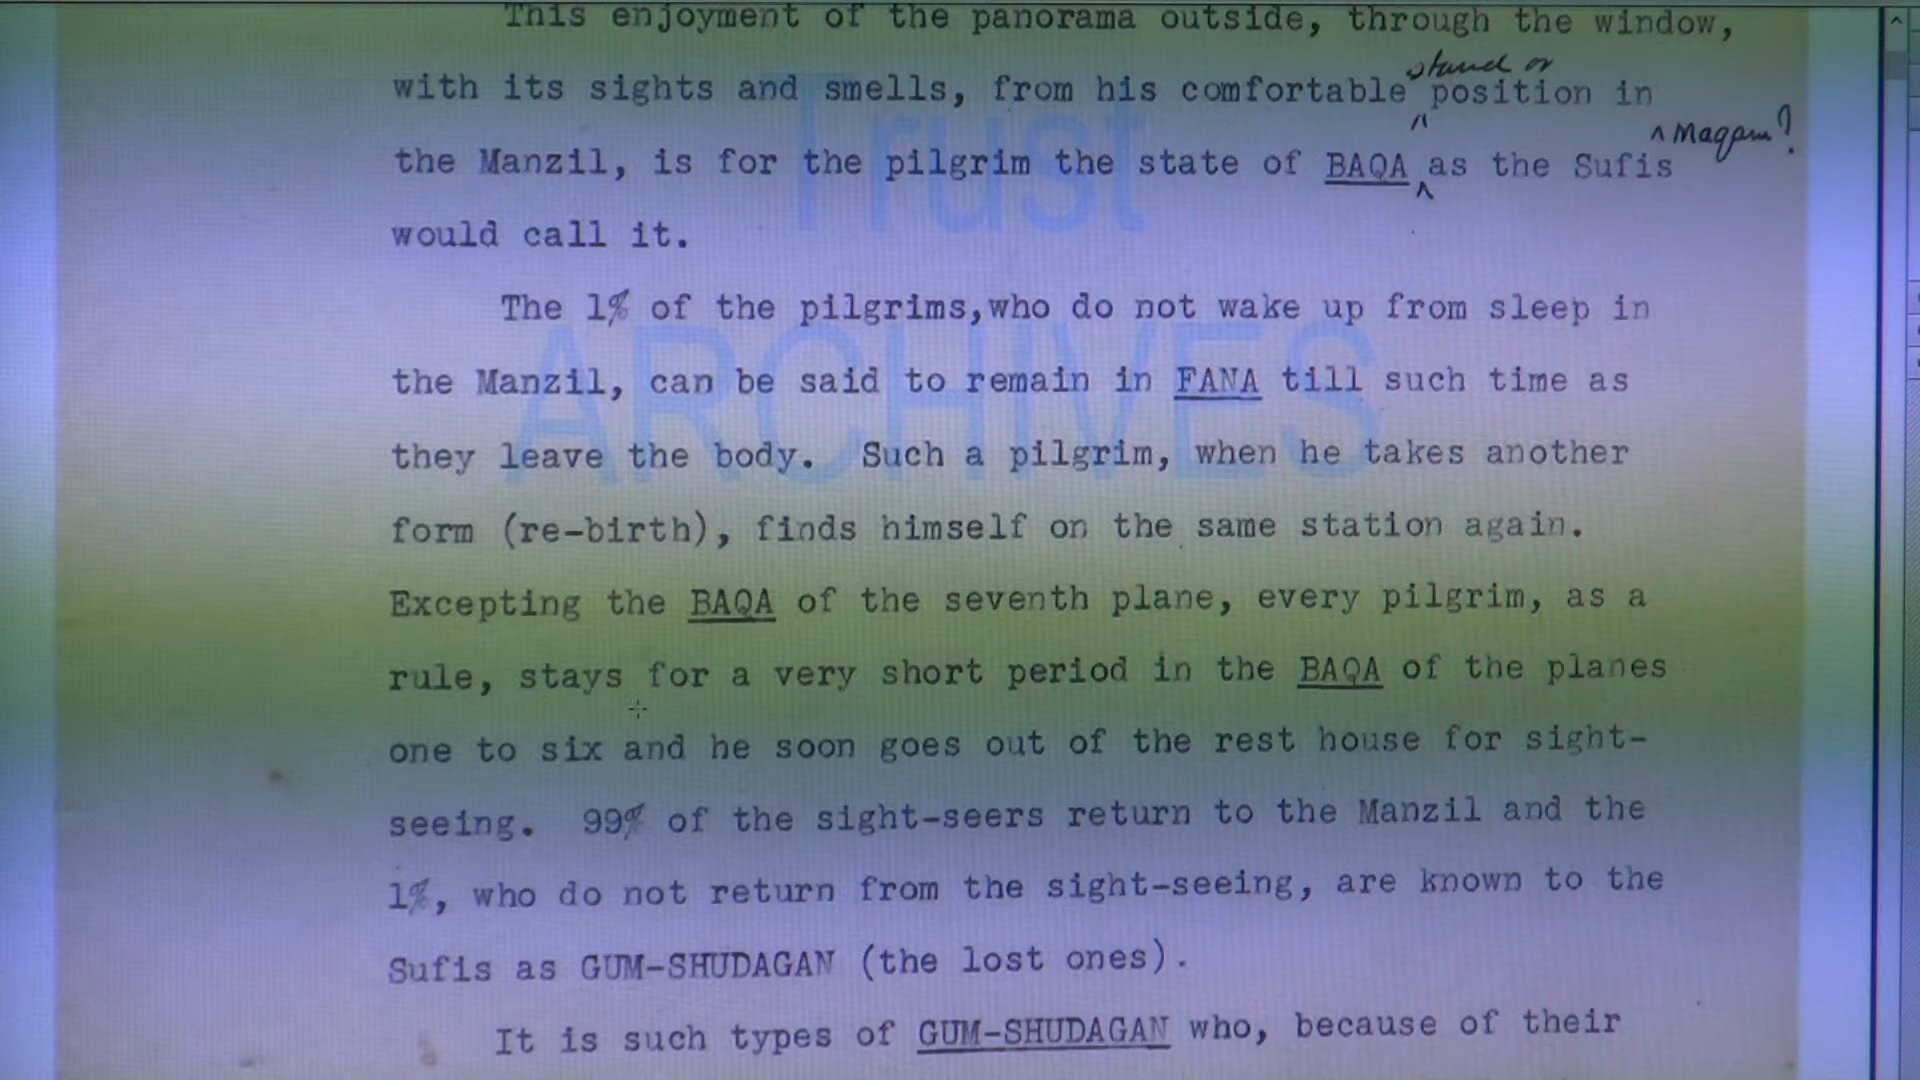 This enjoyment of the panorama outside, through the window,
stand or
with its sights and smells, from his comfortable position in
^ Maqam?
the Manzil, is for the pilgrim the state of BAQA as the Sufis
would call it.
The 1% of the pilgrims, who do not wake up from sleep in
the Manzil, can be said to remain in FANA till such time as
they leave the body. Such a pilgrim, when he takes another
form (re-birth), finds himself on the same station again.
Excepting the BAQA of the seventh plane, every pilgrim, as a
rule, stays for a very short period in the BAQA of the planes
one to six and he soon goes out of the rest house for sight-
seeing. 99% of the sight-seers return to the Manzil and the
1%, who do not return from the sight-seeing, are known to the
Sufis as GUM-SHUDAGAN (the lost ones).
It is such types of GUM-SHUDAGAN who, because of their
Trust
ARCHIVES